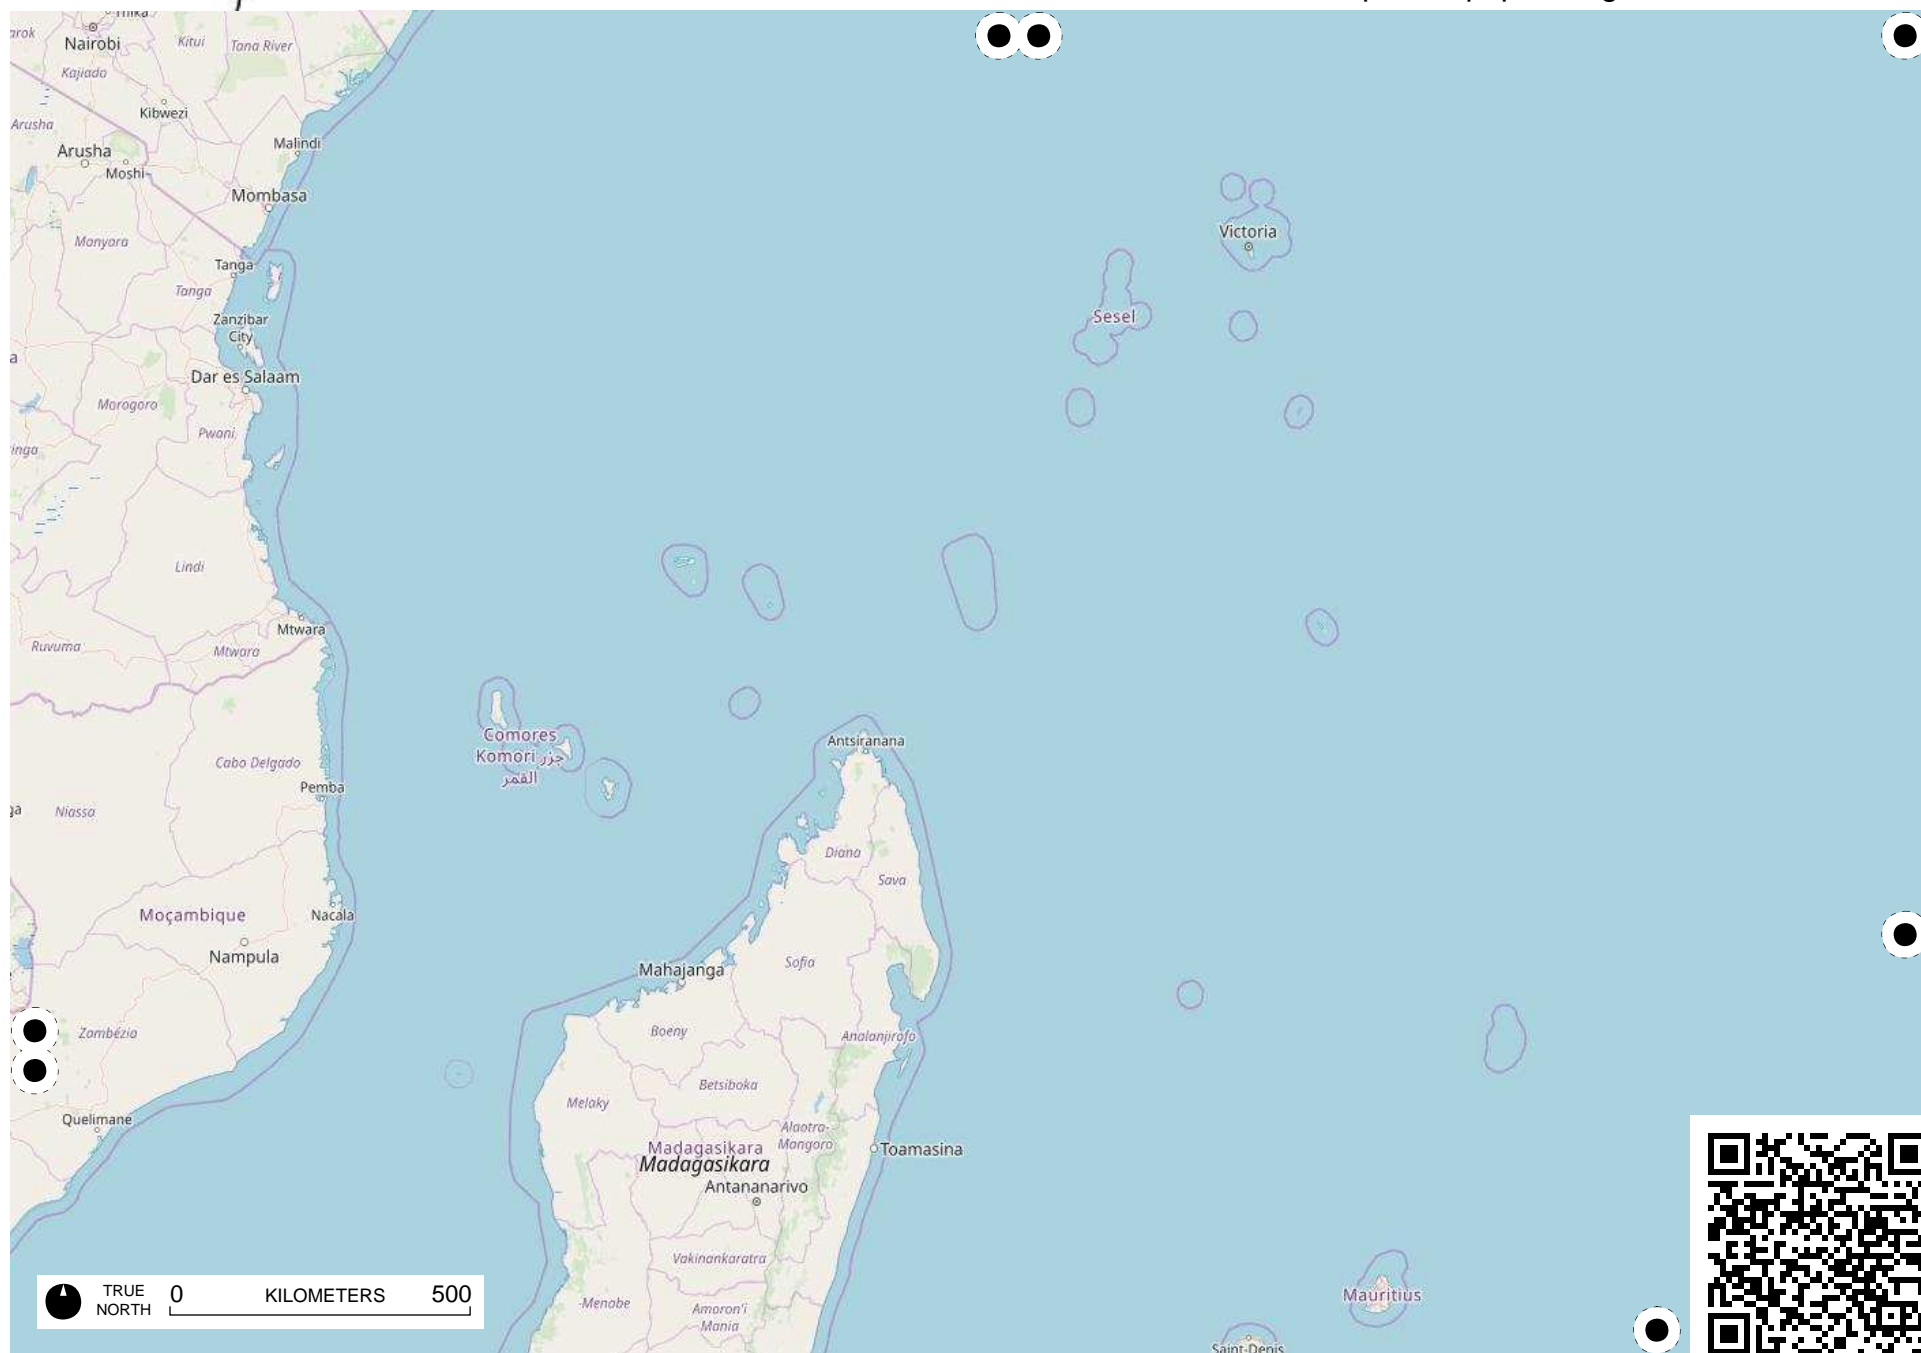 Nairobi
Kitui
Tana River
Kajiado
Kibwezi
Arusha
Arusha
Malindi
Moshi
Mombasa
Manyara
Victoria
Tanga
Tanga
Sesel
Zanzibar
City
Dar es Salaam
Morogoro
Pwani
Lindi
Mtwara
Ruvuma
Mtwara
Comores
Komori جزر
القمر
Antsiranana
Cabo Delgado
Pemba
Niassa
Diana
Sava
Moçambique
Nacala
Nampula
Sofia
Mahajanga
Zambézia
Boeny
Analanjirofo
Betsiboka
Melaky
Quelimane
Alaotra-
Mangoro
Madagasikara
Madagasikara
Toamasina
Antananarivo
Vakinankaratra
TRUE
NORTH
0 KILOMETERS 500
Menabe
Amoron'i
Mania
Mauritius
Saint-Denis